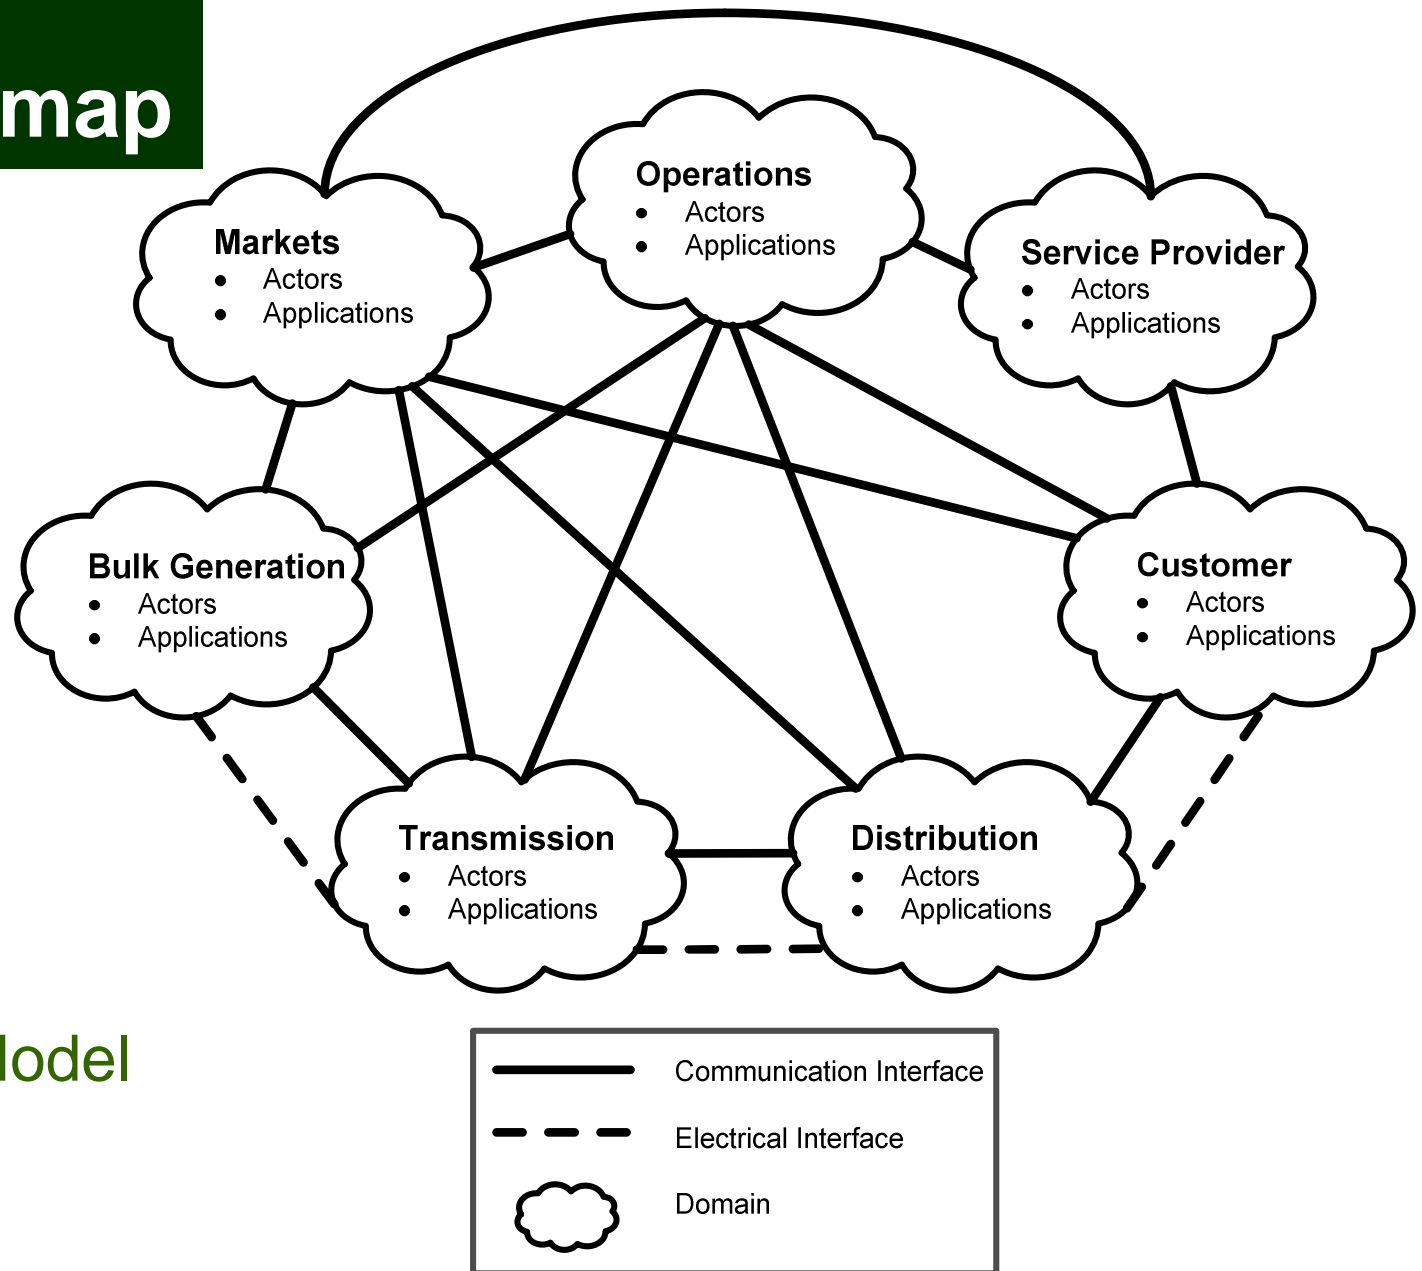 map
Operations
• Actors
• Applications
Markets
• Actors
• Applications
Service Provider
• Actors
• Applications
Bulk Generation
• Actors
• Applications
Customer
• Actors
• Applications
Transmission
• Actors
• Applications
Distribution
• Actors
• Applications
Communication Interface
Electrical Interface
Domain